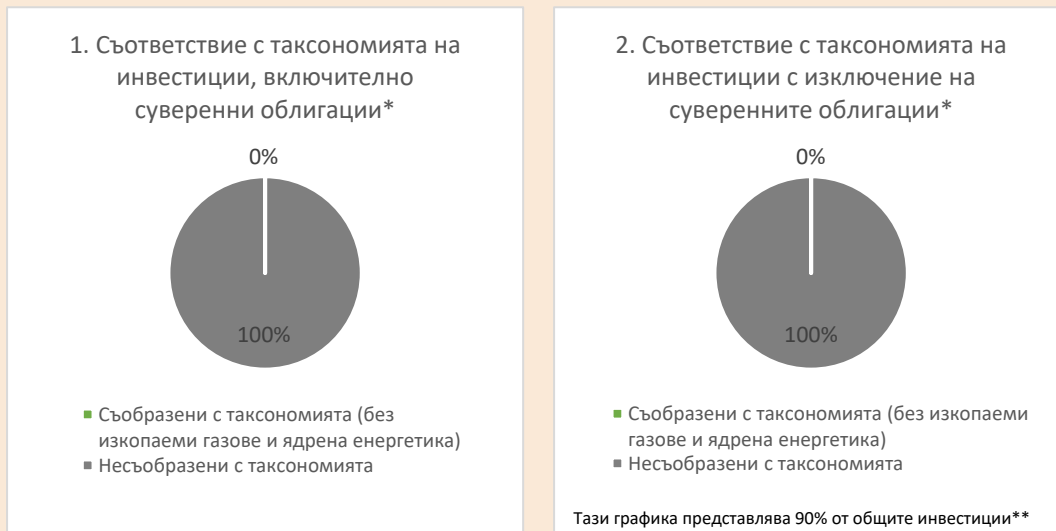 1. Съответствие с таксономията на
инвестиции, включително
суверенни облигации*
0%
100%
Съобразени с таксономията (без
изкопаеми газове и ядрена енергетика)
Несъобразени с таксономията
2. Съответствие с таксономията на
инвестиции с изключение на
суверенните облигации*
0%
100%
Съобразени с таксономията (без изкопаеми
газове и ядрена енергетика)
Несъобразени с таксономията
Тази графика представлява 90% от общите инвестиции**